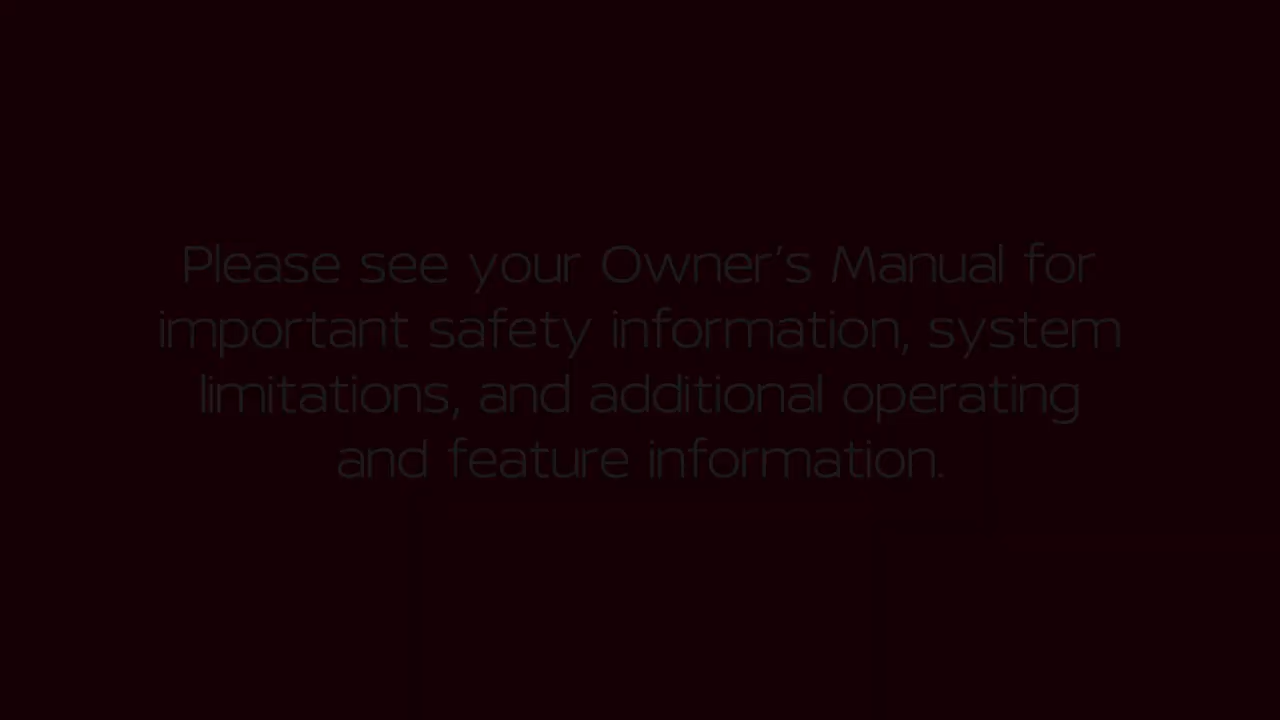 Please see your Owner’s Manual for
important safety information, system
limitations, and additional operating
and feature information.